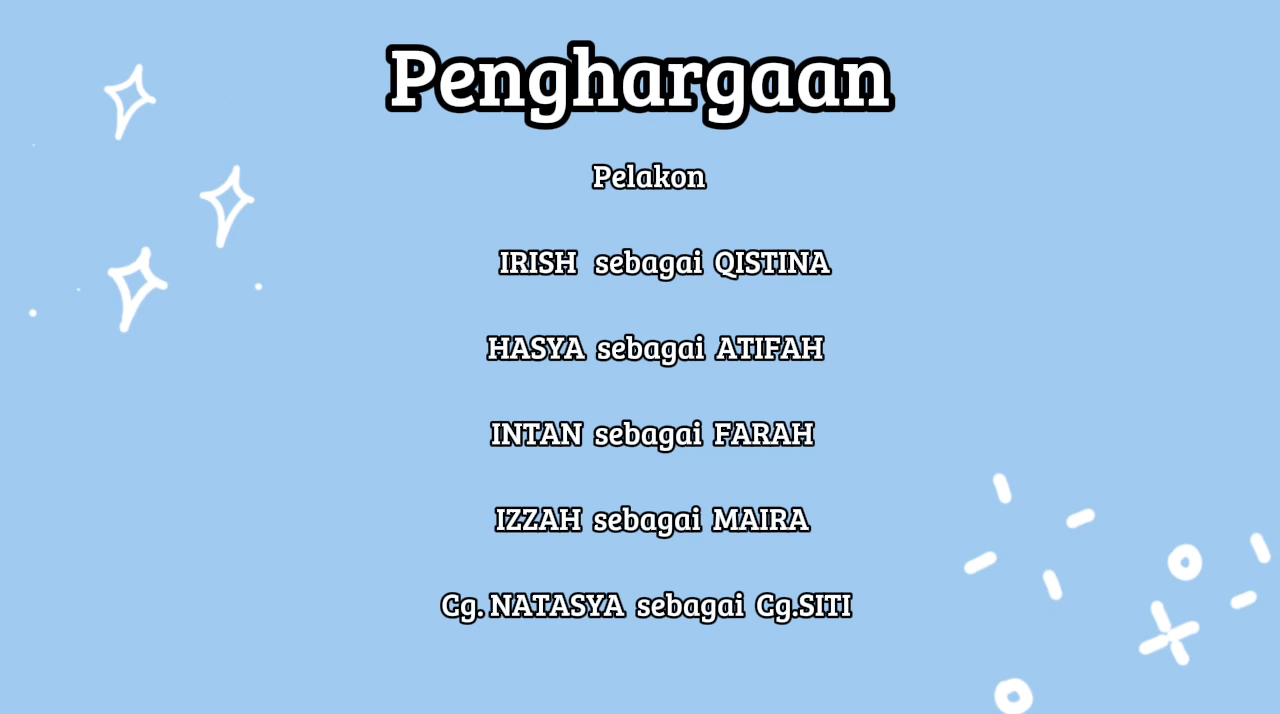 Penghargaan
Pelakon
IRISH sebagai QISTINA
HASYA sebagai ATIFAH
INTAN sebagai FARAH
IZZAH sebagai MAIRA
Cg. NATASYA sebagai Cg.SITI